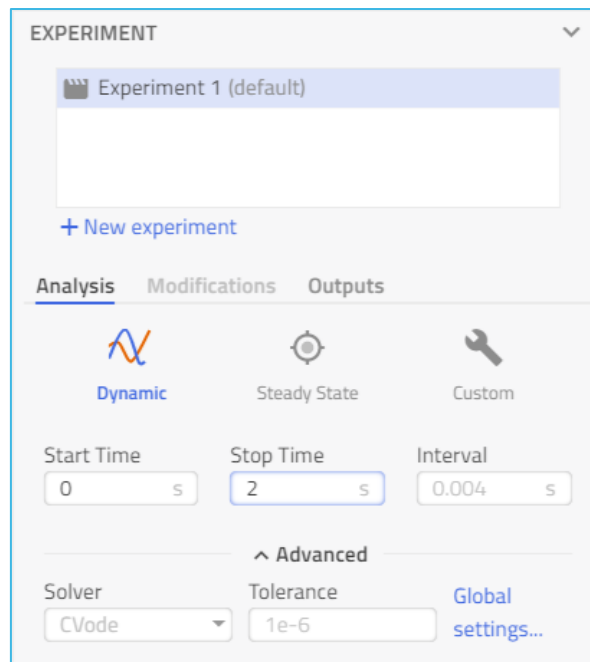 EXPERIMENT
Experiment 1 (default)
+ New experiment
Analysis Modifications Outputs
Dynamic Steady State Custom
Start Time Stop Time Interval
0 s 2 s 0.004 s
Advanced
Solver Tolerance Global
CVode 1e-6 settings...